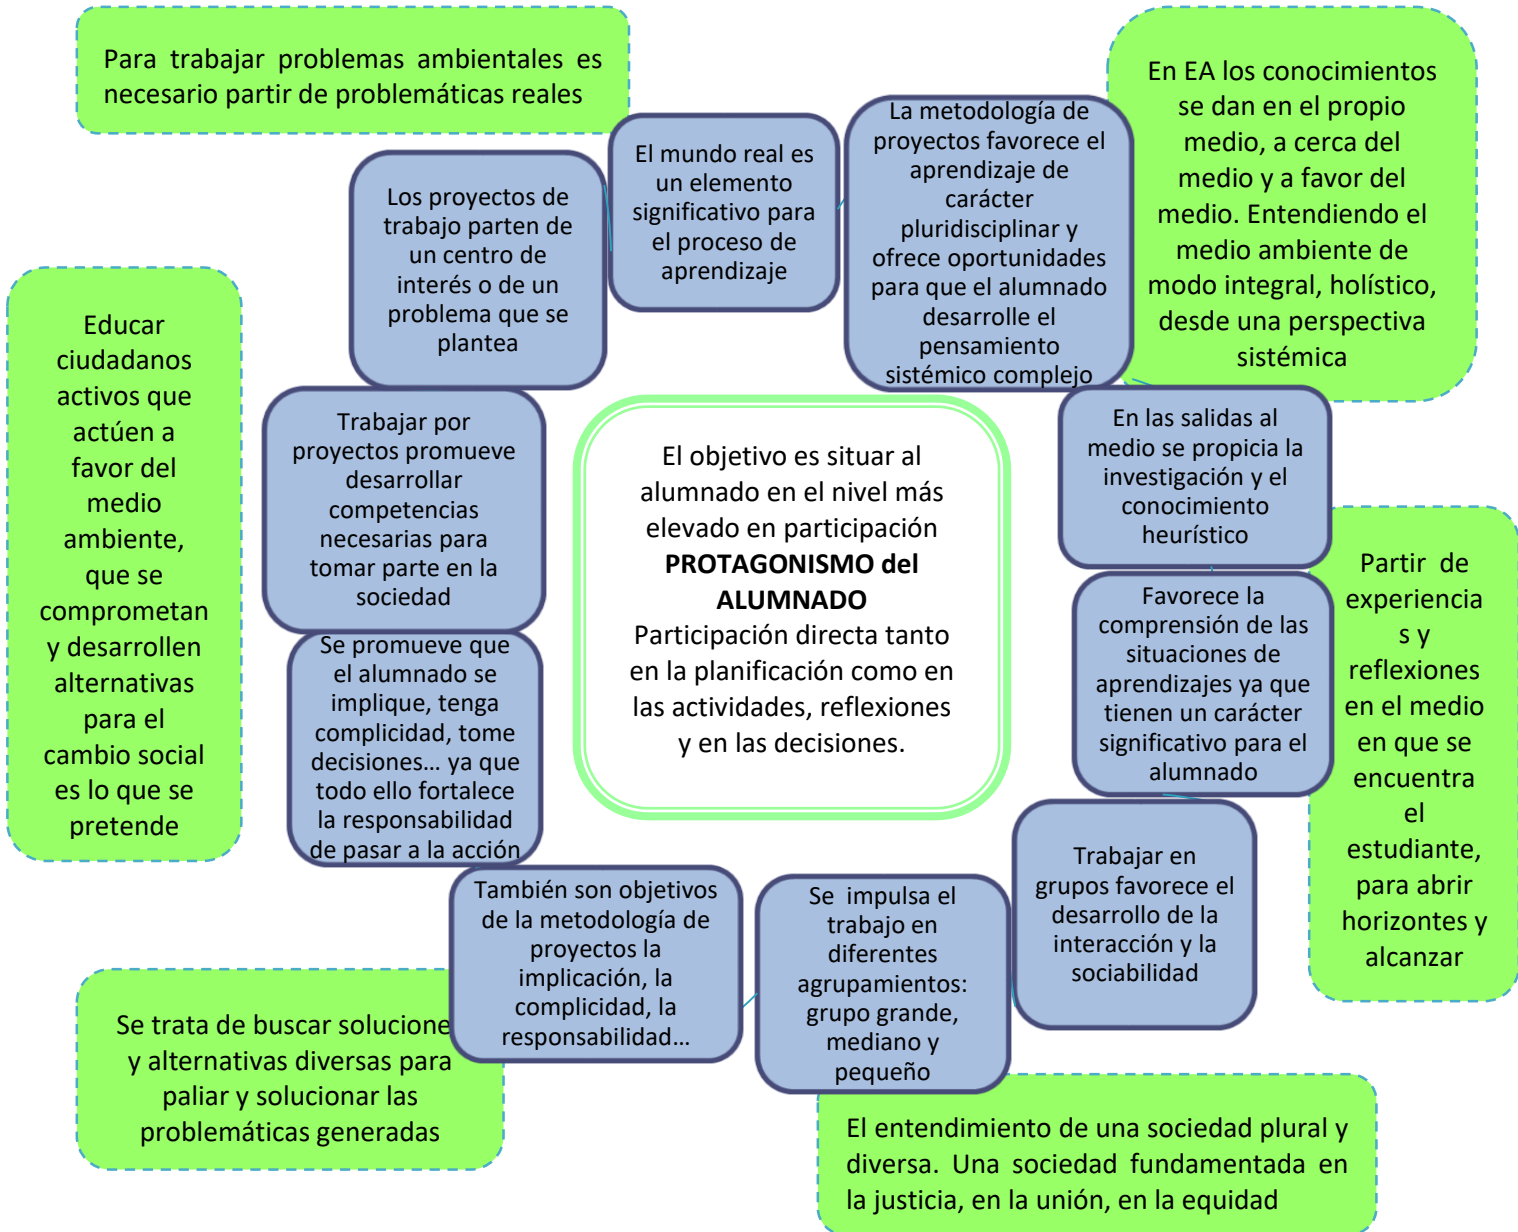 Para trabajar problemas ambientales es
necesario partir de problemáticas reales
En EA los conocimientos
se dan en el propio
medio, a cerca del
medio y a favor del
medio. Entendiendo el
medio ambiente de
modo integral, holístico,
desde una perspectiva
sistémica
El mundo real es
un elemento
significativo para
el proceso de
aprendizaje
La metodología de
proyectos favorece el
aprendizaje de
carácter
pluridisciplinar y
ofrece oportunidades
para que el alumnado
desarrolle el
pensamiento
sistémico complejo
Los proyectos de
trabajo parten de
un centro de
interés o de un
problema que se
plantea
Educar
ciudadanos
activos que
actúen a
favor del
medio
ambiente,
que se
comprometan
y desarrollen
alternativas
para el
cambio social
es lo que se
pretende
Trabajar por
proyectos promueve
desarrollar
competencias
necesarias para
tomar parte en la
sociedad
El objetivo es situar al
alumnado en el nivel más
elevado en participación
PROTAGONISMO del
ALUMNADO
Participación directa tanto
en la planificación como en
las actividades, reflexiones
y en las decisiones.
En las salidas al
medio se propicia la
investigación y el
conocimiento
heurístico
Partir de
experiencia
s y
reflexiones
en el medio
en que se
encuentra
el
estudiante,
para abrir
horizontes y
alcanzar
Favorece la
comprensión de las
situaciones de
aprendizajes ya que
tienen un carácter
significativo para el
alumnado
Se promueve que
el alumnado se
implique, tenga
complicidad, tome
decisiones… ya que
todo ello fortalece
la responsabilidad
de pasar a la acción
Trabajar en
grupos favorece el
desarrollo de la
interacción y la
sociabilidad
También son objetivos
de la metodología de
proyectos la
implicación, la
complicidad, la
responsabilidad…
Se impulsa el
trabajo en
diferentes
agrupamientos:
grupo grande,
mediano y
pequeño
Se trata de buscar solucione
y alternativas diversas para
paliar y solucionar las
problemáticas generadas
El entendimiento de una sociedad plural y
diversa. Una sociedad fundamentada en
la justicia, en la unión, en la equidad